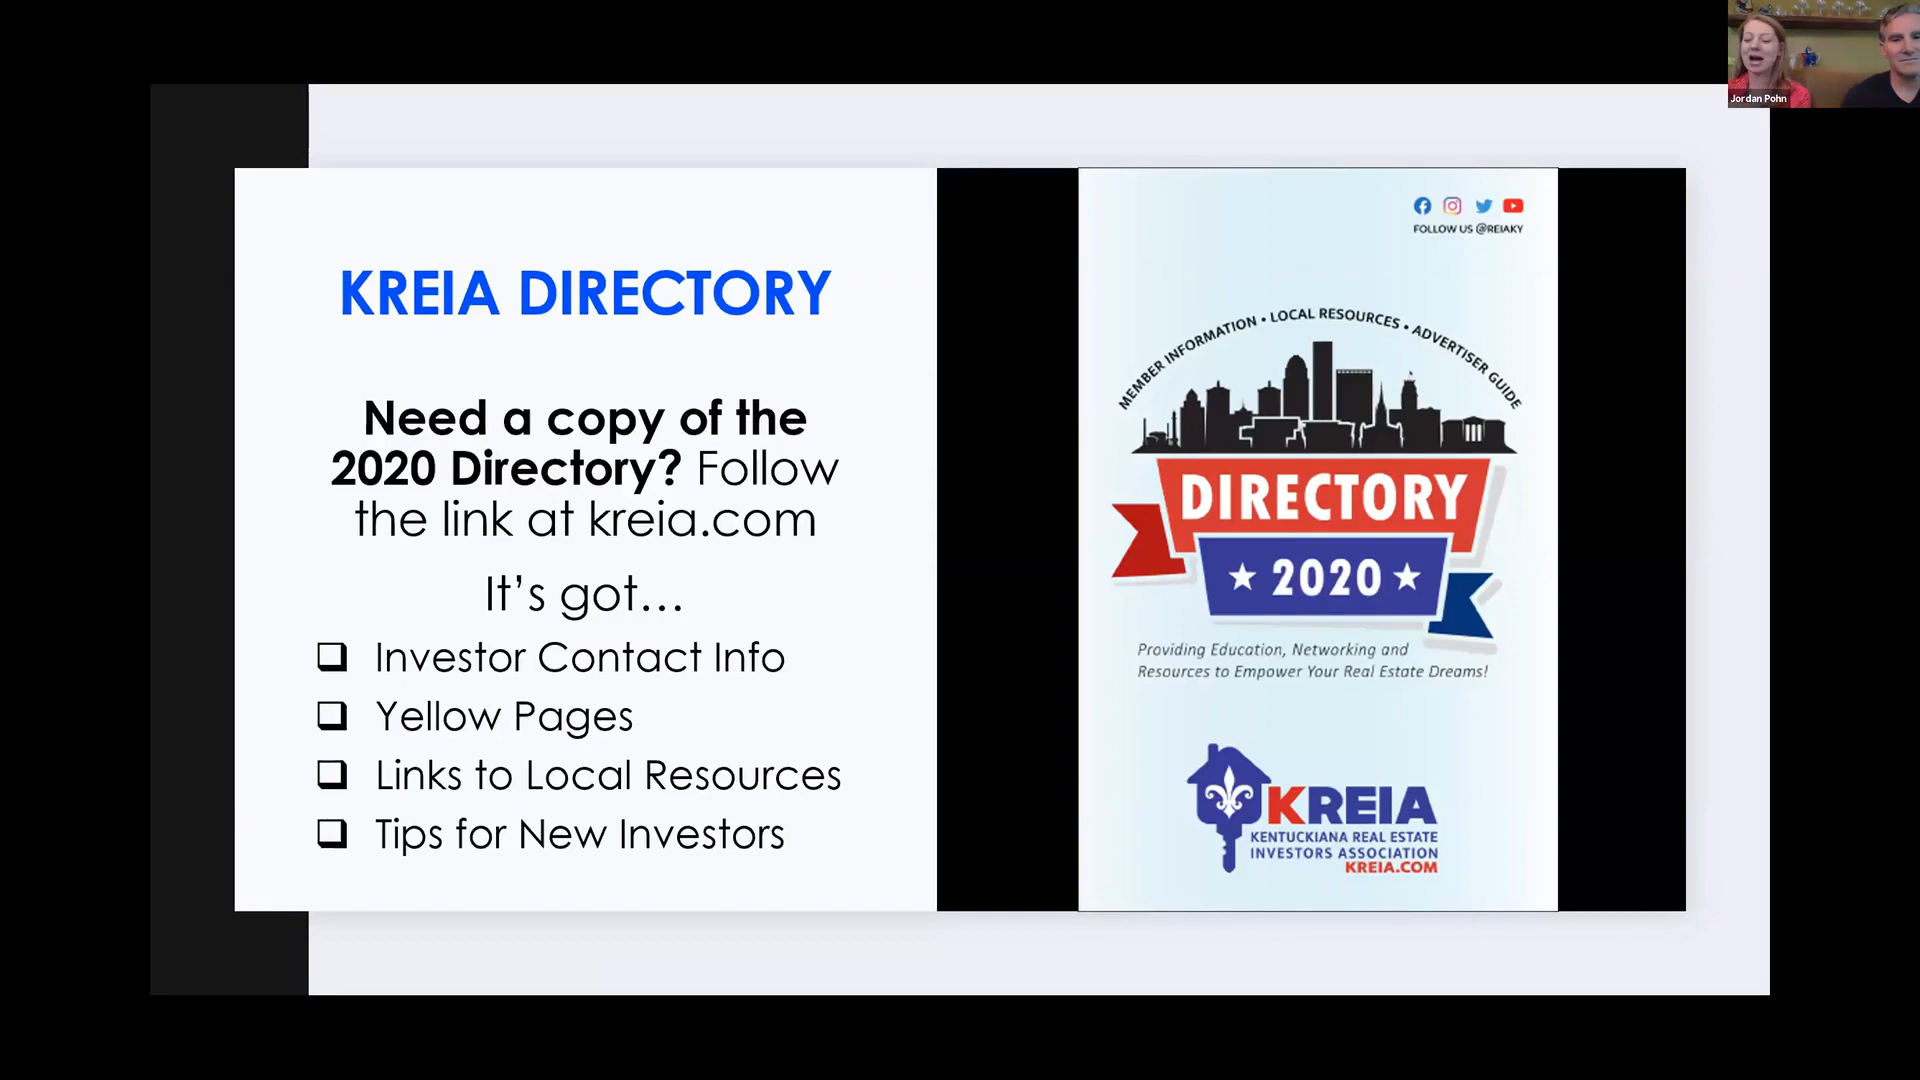 Jordan Pohn
KREIA DIRECTORY
Need a copy of the
2020 Directory? Follow
the link at kreia.com
It's got...
Investor Contact Info
Yellow Pages
Links to Local Resources
Tips for New Investors
FOLLOW US @REIAKY
MEMBER INFORMATION • LOCAL RESOURCES • ADVERTISER GUIDE
DIRECTORY
★ 2020 ★
Providing Education, Networking and
Resources to Empower Your Real Estate Dreams!
KREIA
KENTUCKIANA REAL ESTATE
INVESTORS ASSOCIATION
KREIA.COM